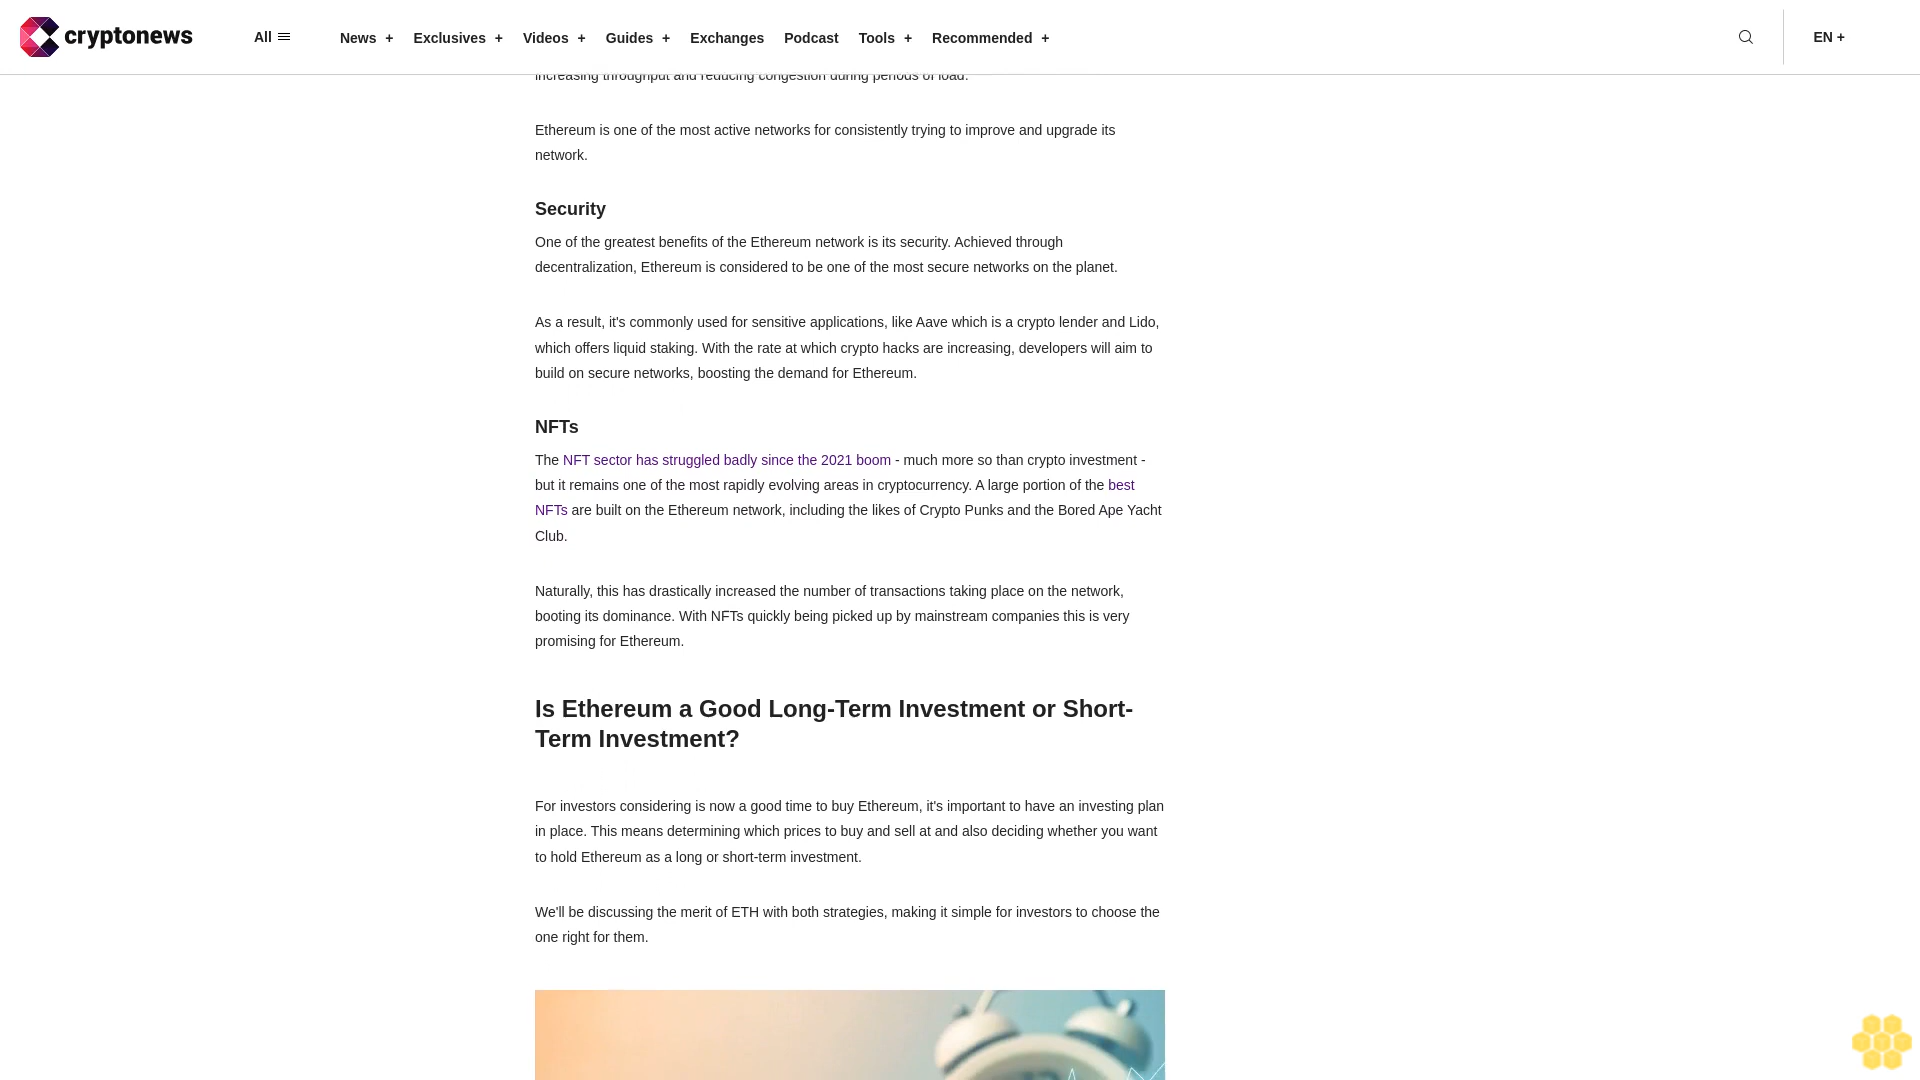 cryptonews
All
News + Exclusives + Videos + Guides + Exchanges Podcast Tools + Recommended +
EN +
increasing throughput and reducing congestion during periods of load.
Ethereum is one of the most active networks for consistently trying to improve and upgrade its
network.
Security
One of the greatest benefits of the Ethereum network is its security. Achieved through
decentralization, Ethereum is considered to be one of the most secure networks on the planet.
As a result, it's commonly used for sensitive applications, like Aave which is a crypto lender and Lido,
which offers liquid staking. With the rate at which crypto hacks are increasing, developers will aim to
build on secure networks, boosting the demand for Ethereum.
NFTs
The NFT sector has struggled badly since the 2021 boom - much more so than crypto investment -
but it remains one of the most rapidly evolving areas in cryptocurrency. A large portion of the best
NFTs are built on the Ethereum network, including the likes of Crypto Punks and the Bored Ape Yacht
Club.
Naturally, this has drastically increased the number of transactions taking place on the network,
booting its dominance. With NFTs quickly being picked up by mainstream companies this is very
promising for Ethereum.
Is Ethereum a Good Long-Term Investment or Short-
Term Investment?
For investors considering is now a good time to buy Ethereum, it's important to have an investing plan
in place. This means determining which prices to buy and sell at and also deciding whether you want
to hold Ethereum as a long or short-term investment.
We'll be discussing the merit of ETH with both strategies, making it simple for investors to choose the
one right for them.